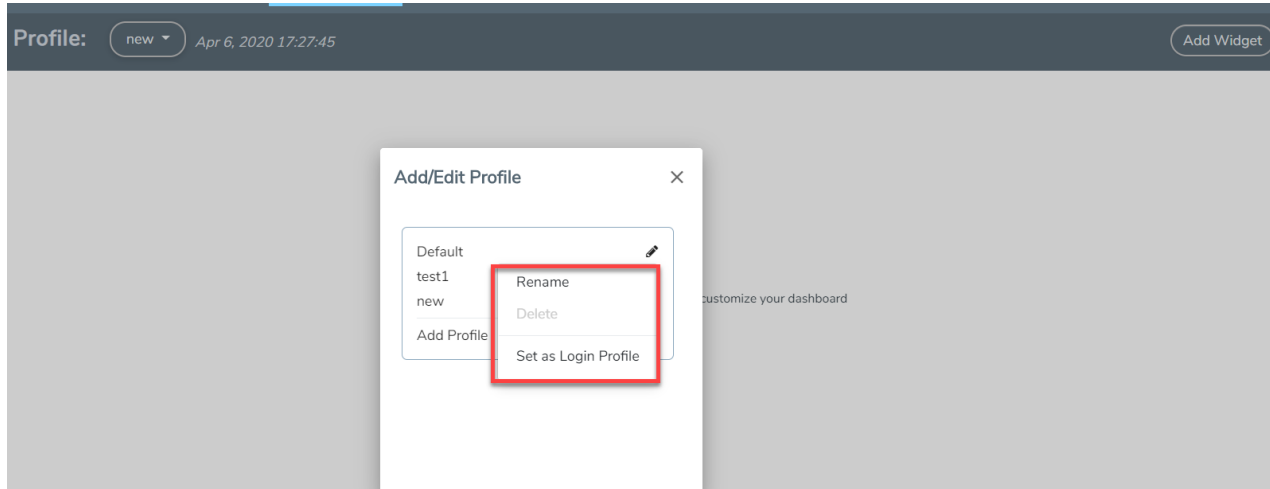 Profile:
new
Apr 6, 2020 17:27:45
Add Widget
Add/Edit Profile
Default
test1
new
Add Profile
Rename
Delete
Set as Login Profile
customize your dashboard